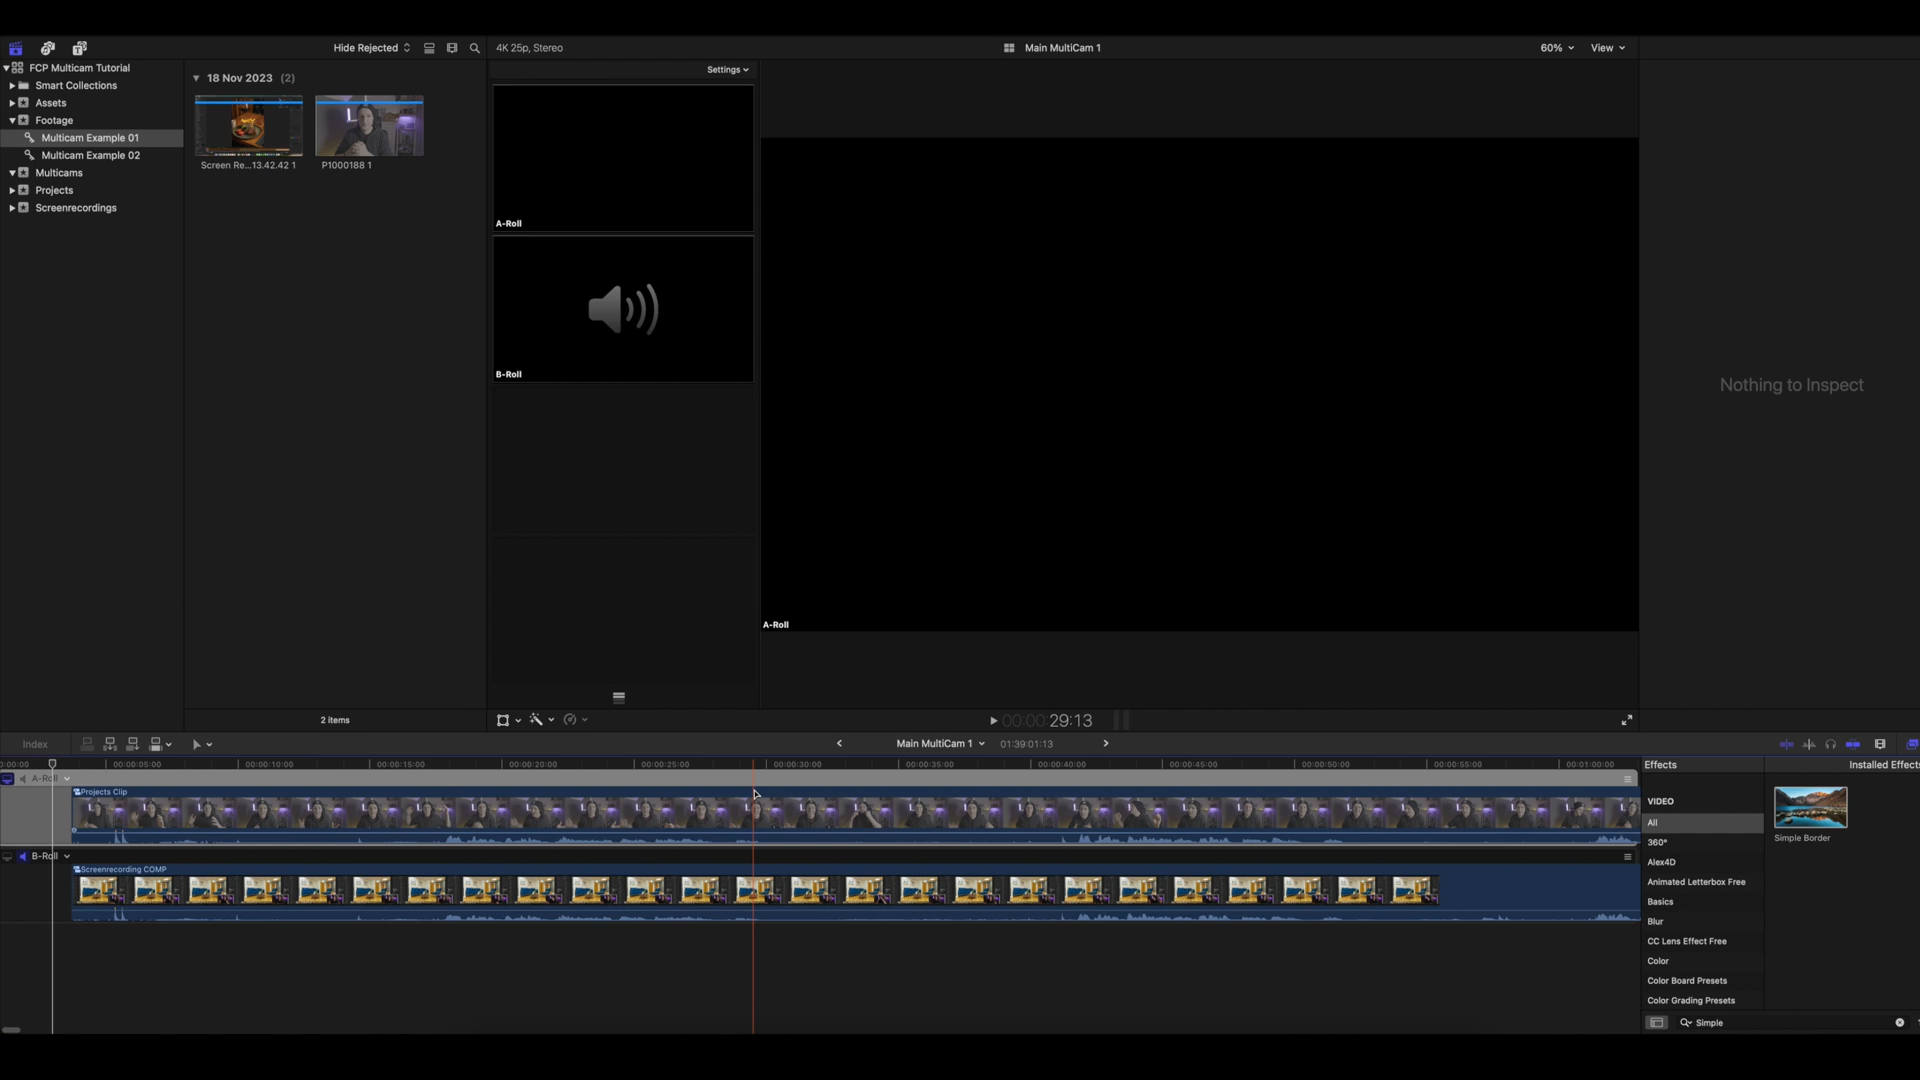 Hide Rejected
4K 25p, Stereo
Main MultiCam 1
60%
View
FCP Multicam Tutorial
Smart Collections
Assets
Footage
Multicam Example 01
Multicam Example 02
Multicams
Projects
Screenrecordings
18 Nov 2023 (2)
Screen Re...13.42.42 1
P1000188 1
2 items
Settings
A-Roll
B-Roll
A-Roll
Nothing to Inspect
00:00:00:29:13
Index
Main MultiCam 1
01:39:01:13
0:00:00
00:00:05:00
00:00:10:00
00:00:15:00
00:00:20:00
00:00:25:00
00:00:30:00
00:00:35:00
00:00:40:00
00:00:45:00
00:00:50:00
00:00:55:00
00:01:00:00
A-Roll
Projects Clip
B-Roll
Screenrecording COMP
Effects
Installed Effects
VIDEO
All
360°
Alex4D
Animated Letterbox Free
Basics
Blur
CC Lens Effect Free
Color
Color Board Presets
Color Grading Presets
Simple Border
Simple